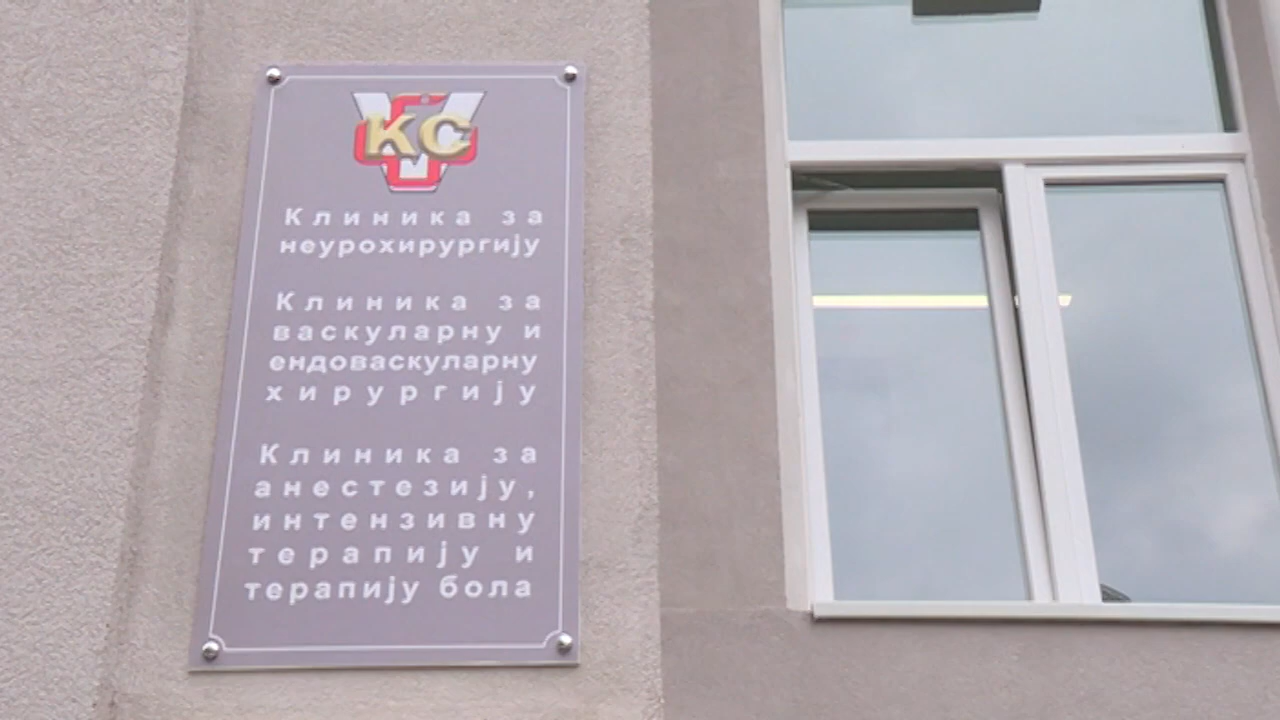 КС
Клиника за
неурохирургију
Клиника за
васкуларну и
ендоваскуларну
хирургију
Клиника за
анестезију,
интензивну
терапију и
терапију бола